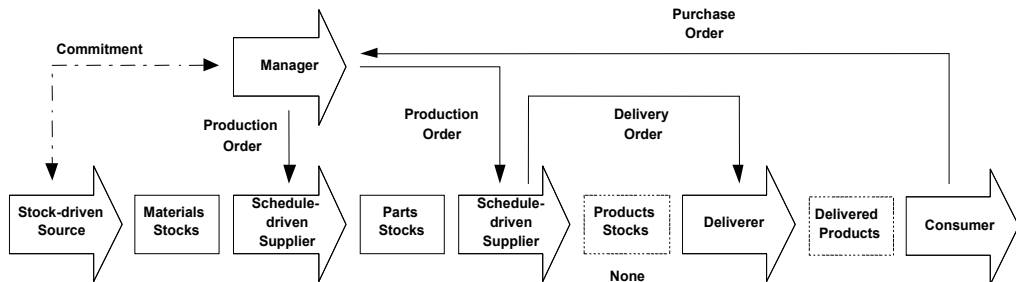 Purchase
Order
Commitment
Manager
Production
Order
Production
Order
Delivery
Order
Stock-driven
Source
Materials
Stocks
Schedule-
driven
Supplier
Parts
Stocks
Schedule-
driven
Supplier
Products
Stocks
Deliverer
Delivered
Products
Consumer
None